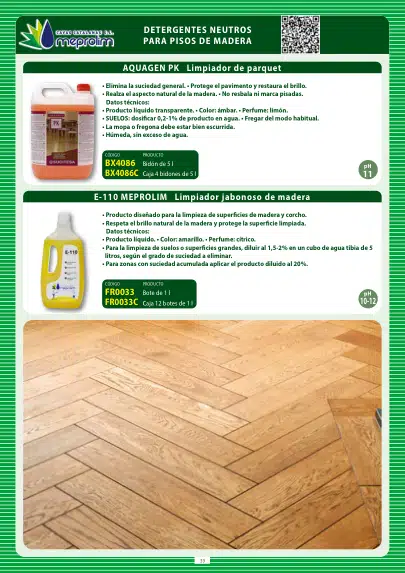 CAYAS CATALANAS S.L.
meprolim
DETERGENTES NEUTROS
PARA PISOS DE MADERA
AQUAGEN PK Limpiador de parquet
• Elimina la suciedad general. • Protege el pavimento y restaura el brillo.
• Realza el aspecto natural de la madera. • No resbala ni marca pisadas.
Datos técnicos:
• Producto líquido transparente. • Color: ámbar. • Perfume: limón.
• SUELOS: dosificar 0,2-1% de producto en agua. • Fregar del modo habitual.
• La mopa o fregona debe estar bien escurrida.
• Húmeda, sin exceso de agua.
CÓDIGO PRODUCTO
BX4086 Bidón de 5 l
BX4086C Caja 4 bidones de 5 l
pH
11
PK
E-110 MEPROLIM Limpiador jabonoso de madera
• Producto diseñado para la limpieza de superficies de madera y corcho.
• Respeta el brillo natural de la madera y protege la superficie limpiada.
Datos técnicos:
• Producto líquido. • Color: amarillo. • Perfume: cítrico.
• Para la limpieza de suelos o superficies grandes, diluir al 1,5-2% en un cubo de agua tibia de 5
litros, según el grado de suciedad a eliminar.
• Para zonas con suciedad acumulada aplicar el producto diluido al 20%.
E-110
CÓDIGO PRODUCTO
FR0033 Bote de 1 l
FR0033C Caja 12 botes de 1 l
pH
10-12